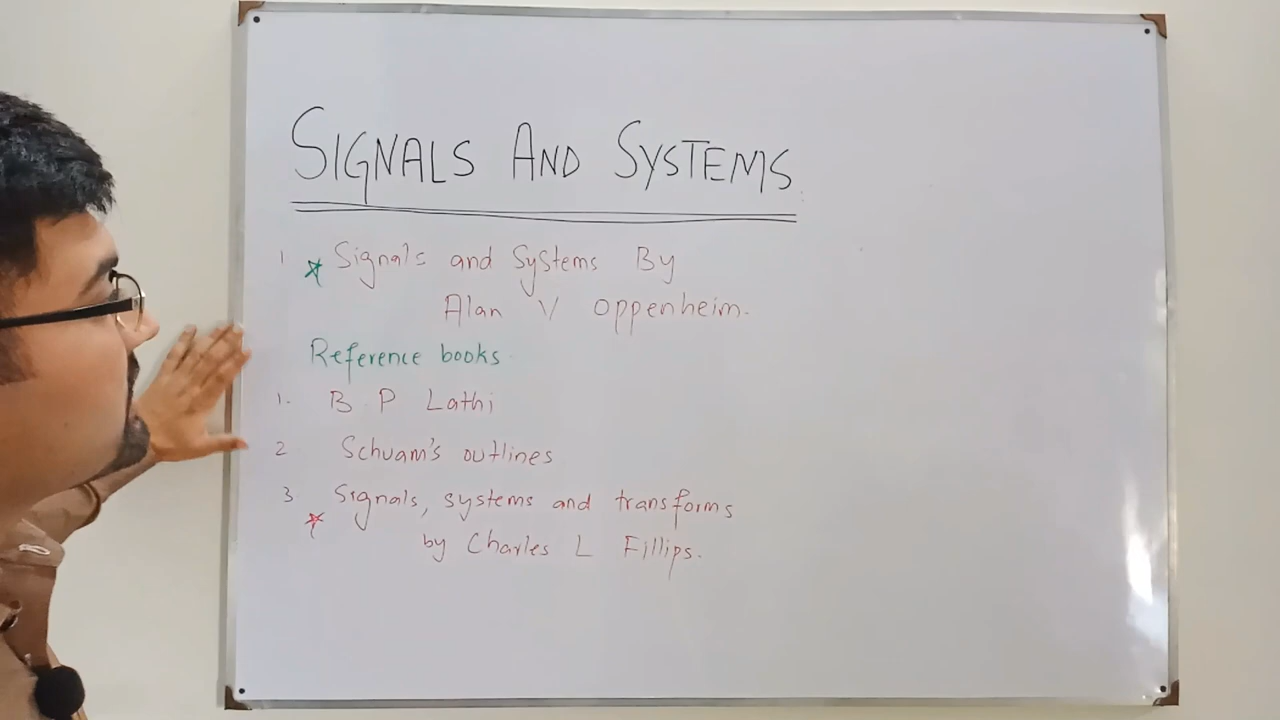 SIGNALS AND SYSTEMS
1 Signals and Systems By
Alan V Oppenheim.
Reference books
1. B P Lathi
2 Schuam's outlines
3 Signals, systems and transforms
by Charles L Fillips.